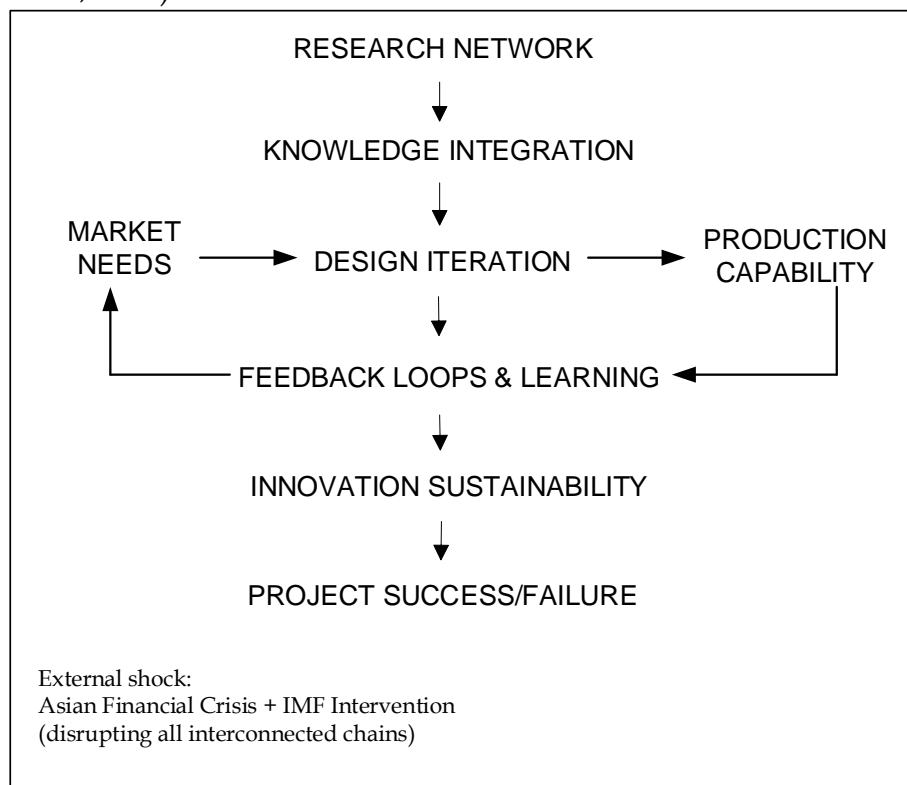 RESEARCH NETWORK
KNOWLEDGE INTEGRATION
MARKET
NEEDS
DESIGN ITERATION
PRODUCTION
CAPABILITY
FEEDBACK LOOPS & LEARNING
INNOVATION SUSTAINABILITY
PROJECT SUCCESS/FAILURE
External shock:
Asian Financial Crisis + IMF Intervention
(disrupting all interconnected chains)